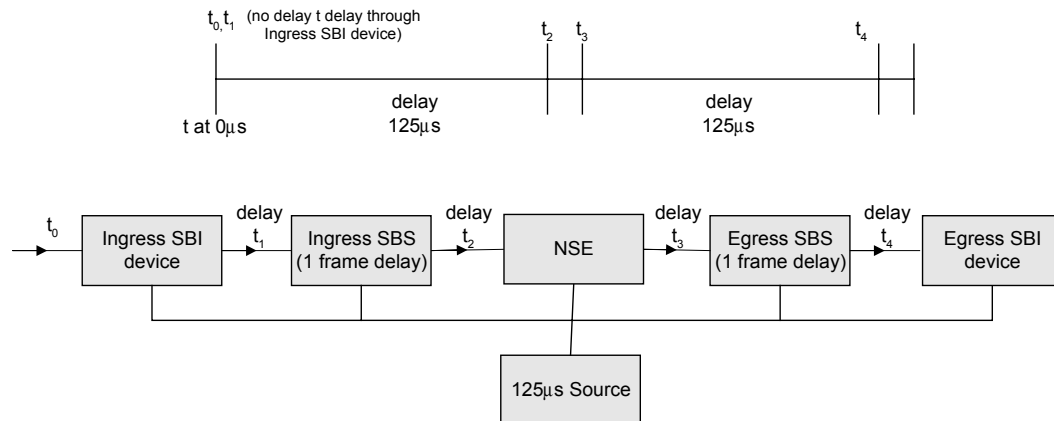 t0,t1 (no delay t delay through
Ingress SBI device)
t2 t3 t4
delay
125μs
delay
125μs
t at 0μs
t0
Ingress SBI
device
delay
t1
Ingress SBS
(1 frame delay)
delay
t2
NSE
delay
t3
Egress SBS
(1 frame delay)
delay
t4
Egress SBI
device
125μs Source